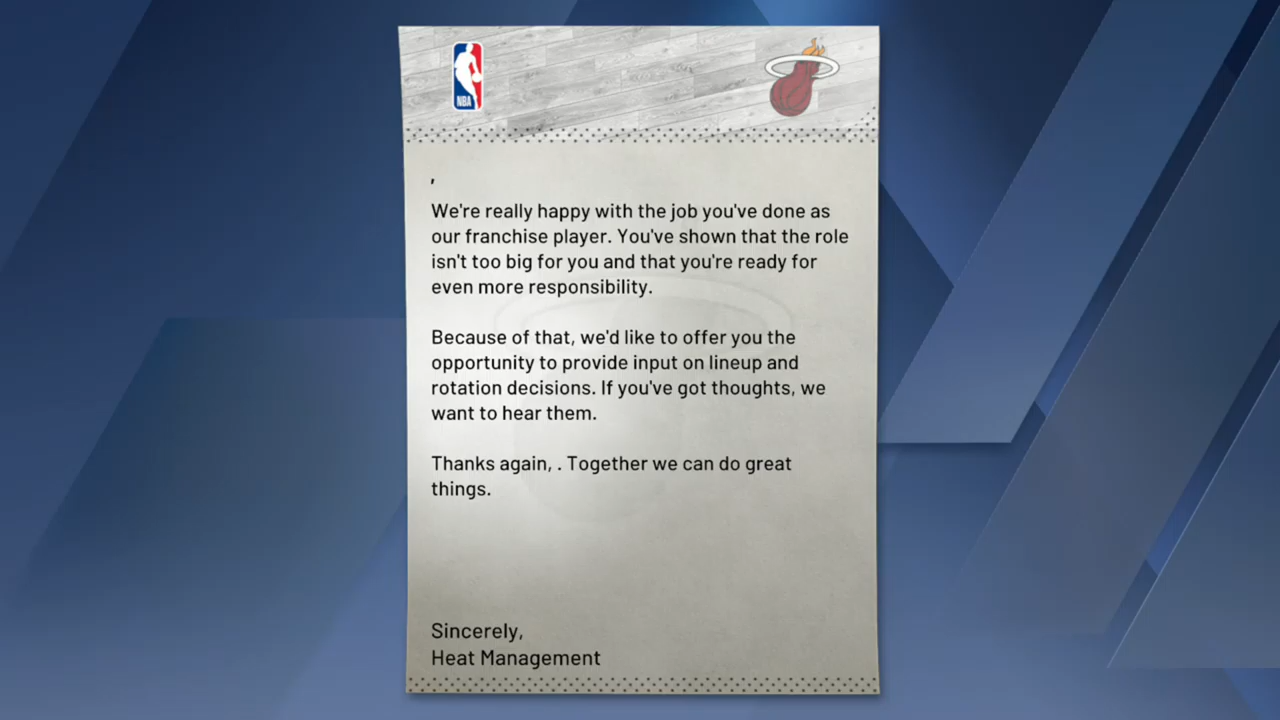 NBA
,
We're really happy with the job you've done as
our franchise player. You've shown that the role
isn't too big for you and that you're ready for
even more responsibility.
Because of that, we'd like to offer you the
opportunity to provide input on lineup and
rotation decisions. If you've got thoughts, we
want to hear them.
Thanks again, . Together we can do great
things.
Sincerely,
Heat Management